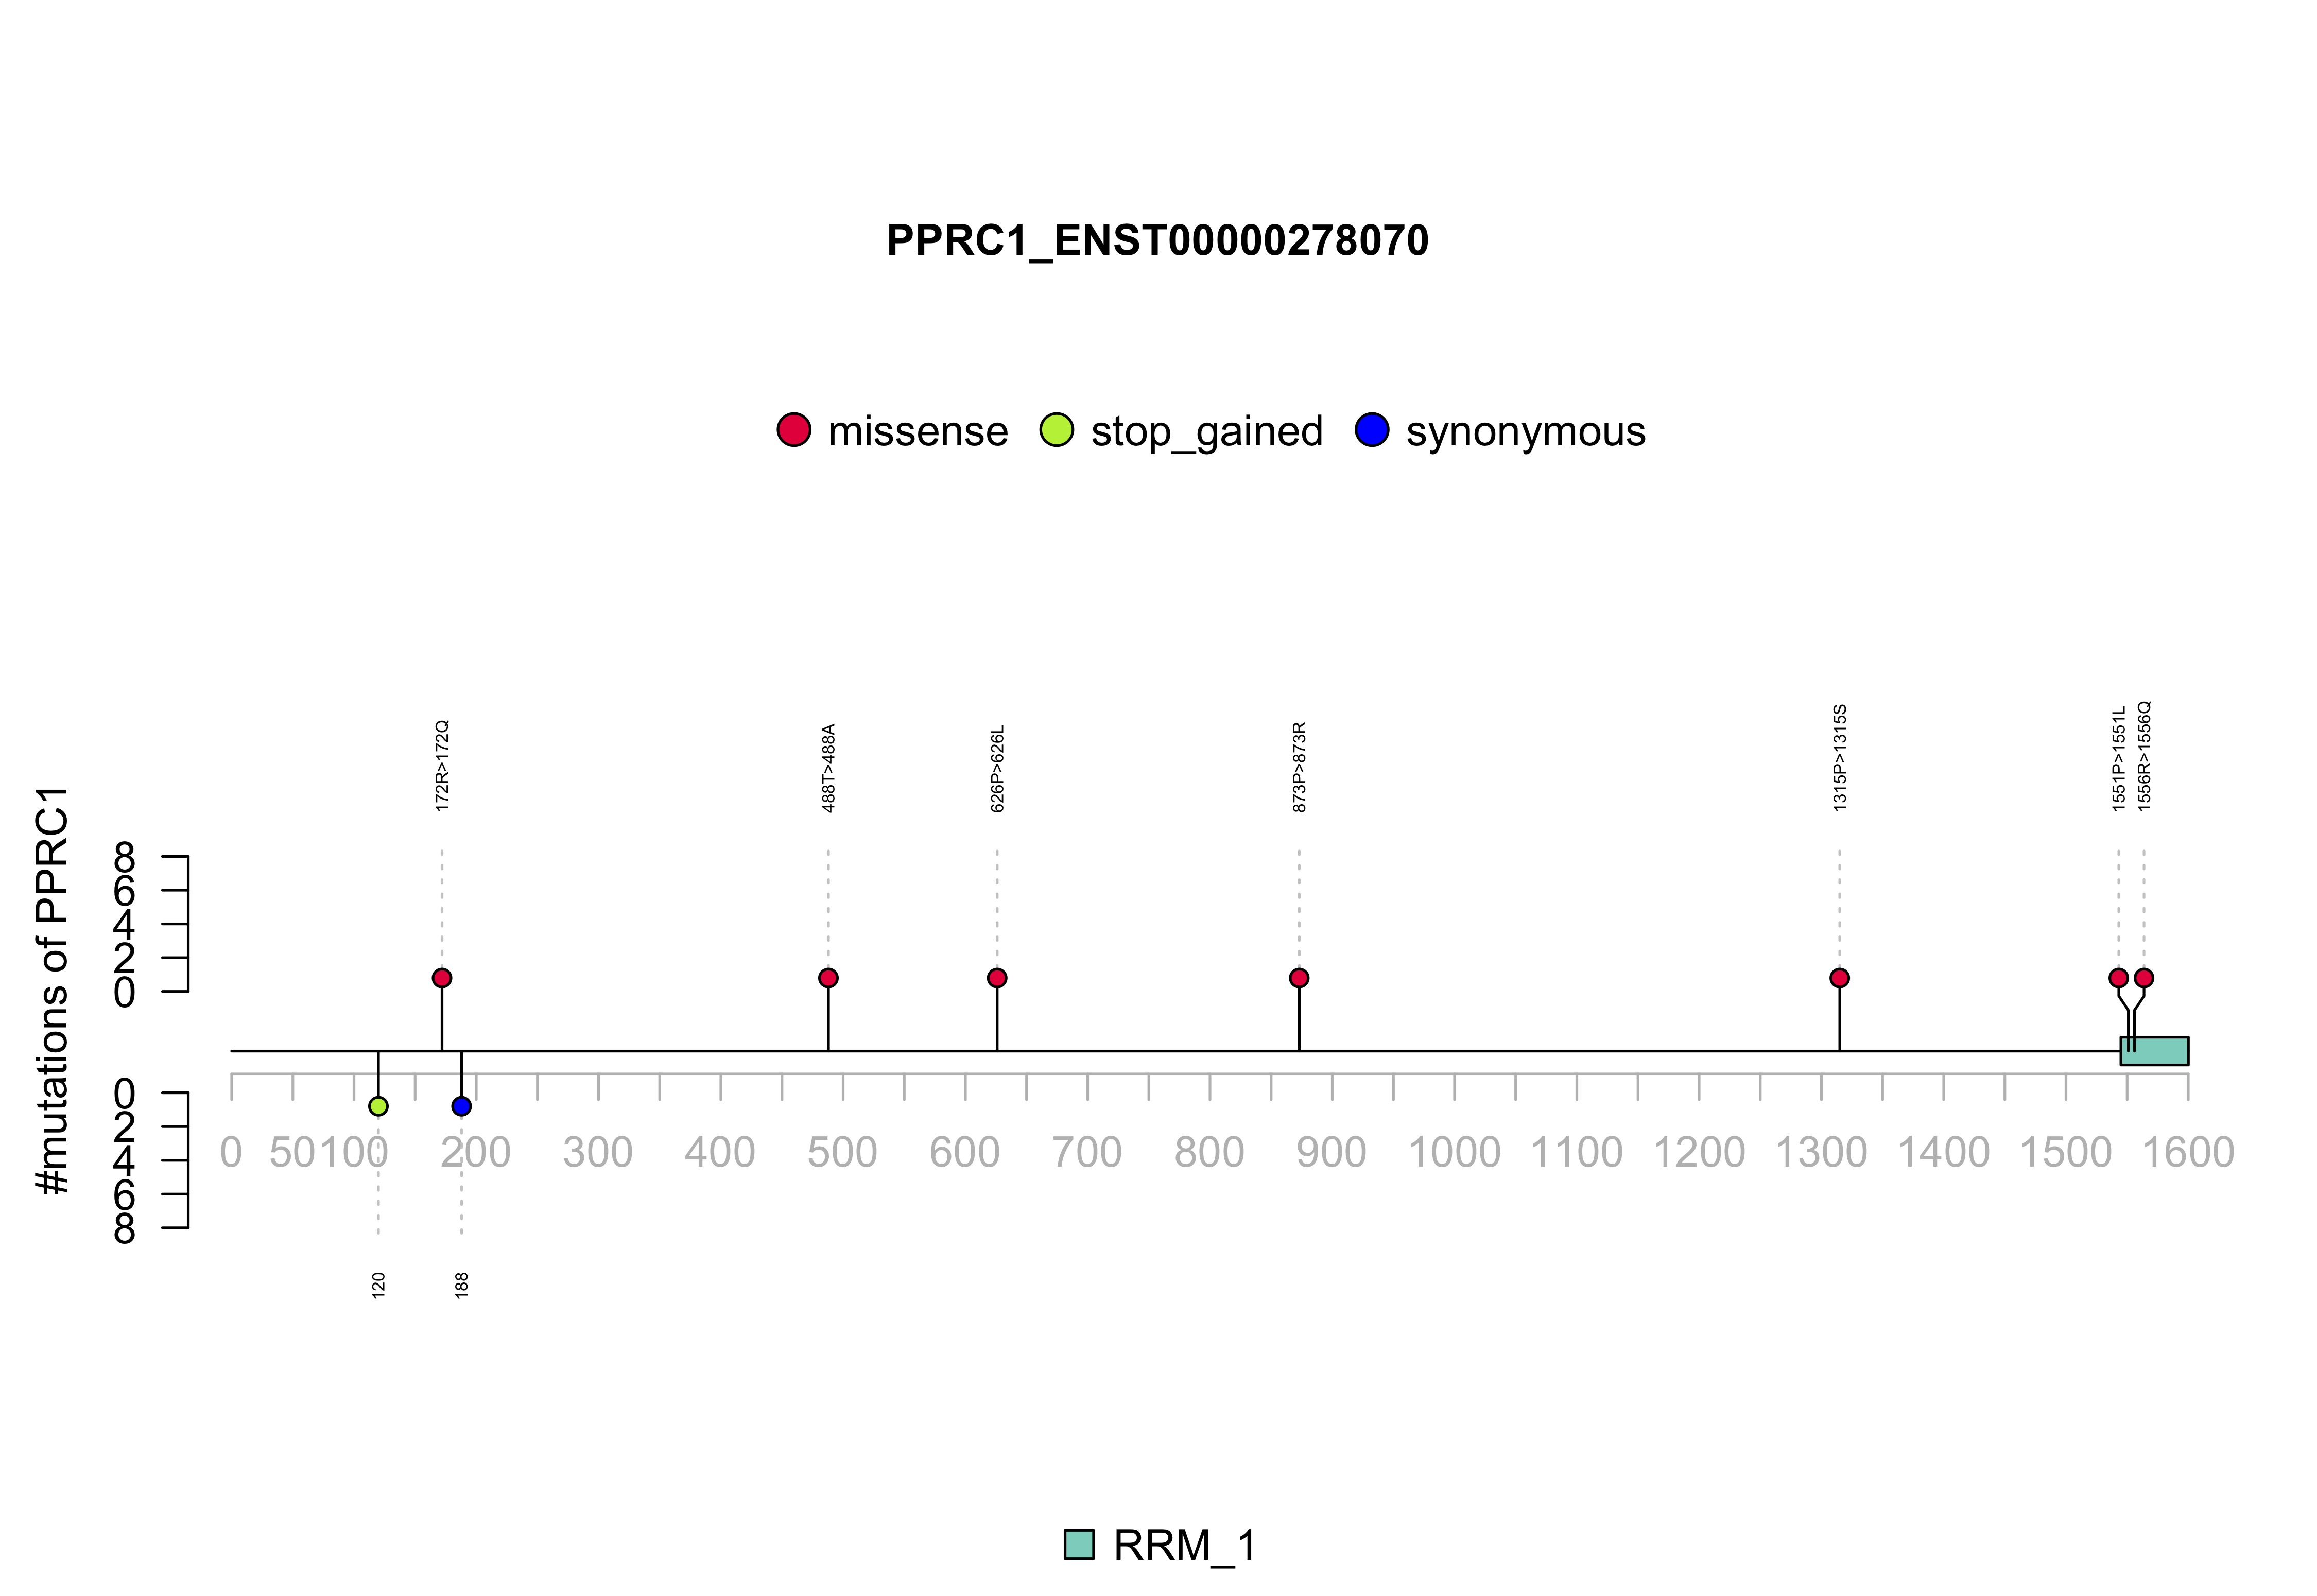 PPRC1_ENST00000278070
missense stop_gained synonymous
172R>172Q 488T>488A 626P>626L 873P>873R 1315P>1315S 1551P>1551L 1556R>1556Q
#mutations of PPRC1
8
6
4
2
0
0
2
4
6
8
0 50 100 200 300 400 500 600 700 800 900 1000 1100 1200 1300 1400 1500 1600
120 188
RRM_1